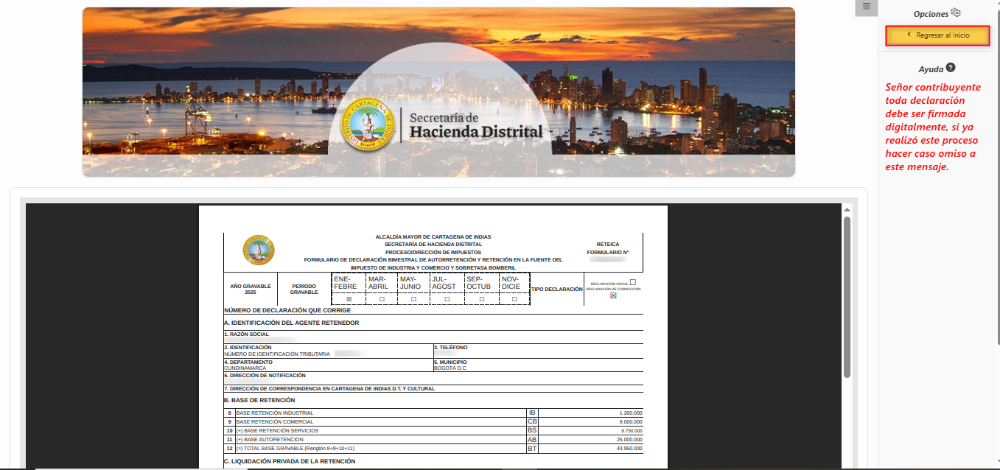 Secretaría de
Hacienda Distrital
Opciones
Regresar al Inicio
Ayuda
Señor contribuyente
toda declaración
debe ser firmada
digitalmente, si ya
realizó este proceso
hacer caso omiso a
este mensaje.
ALCALDÍA MAYOR DE CARTAGENA DE INDIAS
SECRETARÍA DE HACIENDA DISTRITAL
PROCESO/DIRECCIÓN DE IMPUESTOS
FORMULARIO DE DECLARACIÓN BIMESTRAL DE AUTORRETENCIÓN Y RETENCIÓN EN LA FUENTE DEL
IMPUESTO DE INDUSTRIA Y COMERCIO Y SOBRETASA BOMBERIL
RETEICA
FORMULARIO N°
AÑO GRAVABLE
2025
PERÍODO
GRAVABLE
ENE-
FEBRE
☒
MAR-
ABRIL
☐
MAY-
JUNIO
☐
JUL-
AGOST
☐
SEP-
OCTUB
☐
NOV-
DICIE
☐
TIPO DECLARACIÓN
DECLARACIÓN INICIAL ☐
DECLARACIÓN DE CORRECCIÓN
☒
NÚMERO DE DECLARACIÓN QUE CORRIGE
A. IDENTIFICACIÓN DEL AGENTE RETENEDOR
1. RAZÓN SOCIAL
2. IDENTIFICACIÓN
NÚMERO DE IDENTIFICACIÓN TRIBUTARIA
3. TELÉFONO
4. DEPARTAMENTO
CUNDINAMARCA
5. MUNICIPIO
BOGOTÁ D.C
6. DIRECCIÓN DE NOTIFICACIÓN
7. DIRECCIÓN DE CORRESPONDENCIA EN CARTAGENA DE INDIAS D.T. Y CULTURAL
B. BASE DE RETENCIÓN
8 BASE RETENCIÓN INDUSTRIAL IB 1.200.000
9 BASE RETENCIÓN COMERCIAL CB 9.000.000
10 (+) BASE RETENCIÓN SERVICIOS BS 8.750.000
11 (+) BASE AUTORETENCION AB 25.000.000
12 (=) TOTAL BASE GRAVABLE (Renglón 8+9+10+11) BT 43.950.000
C. LIQUIDACIÓN PRIVADA DE LA RETENCIÓN